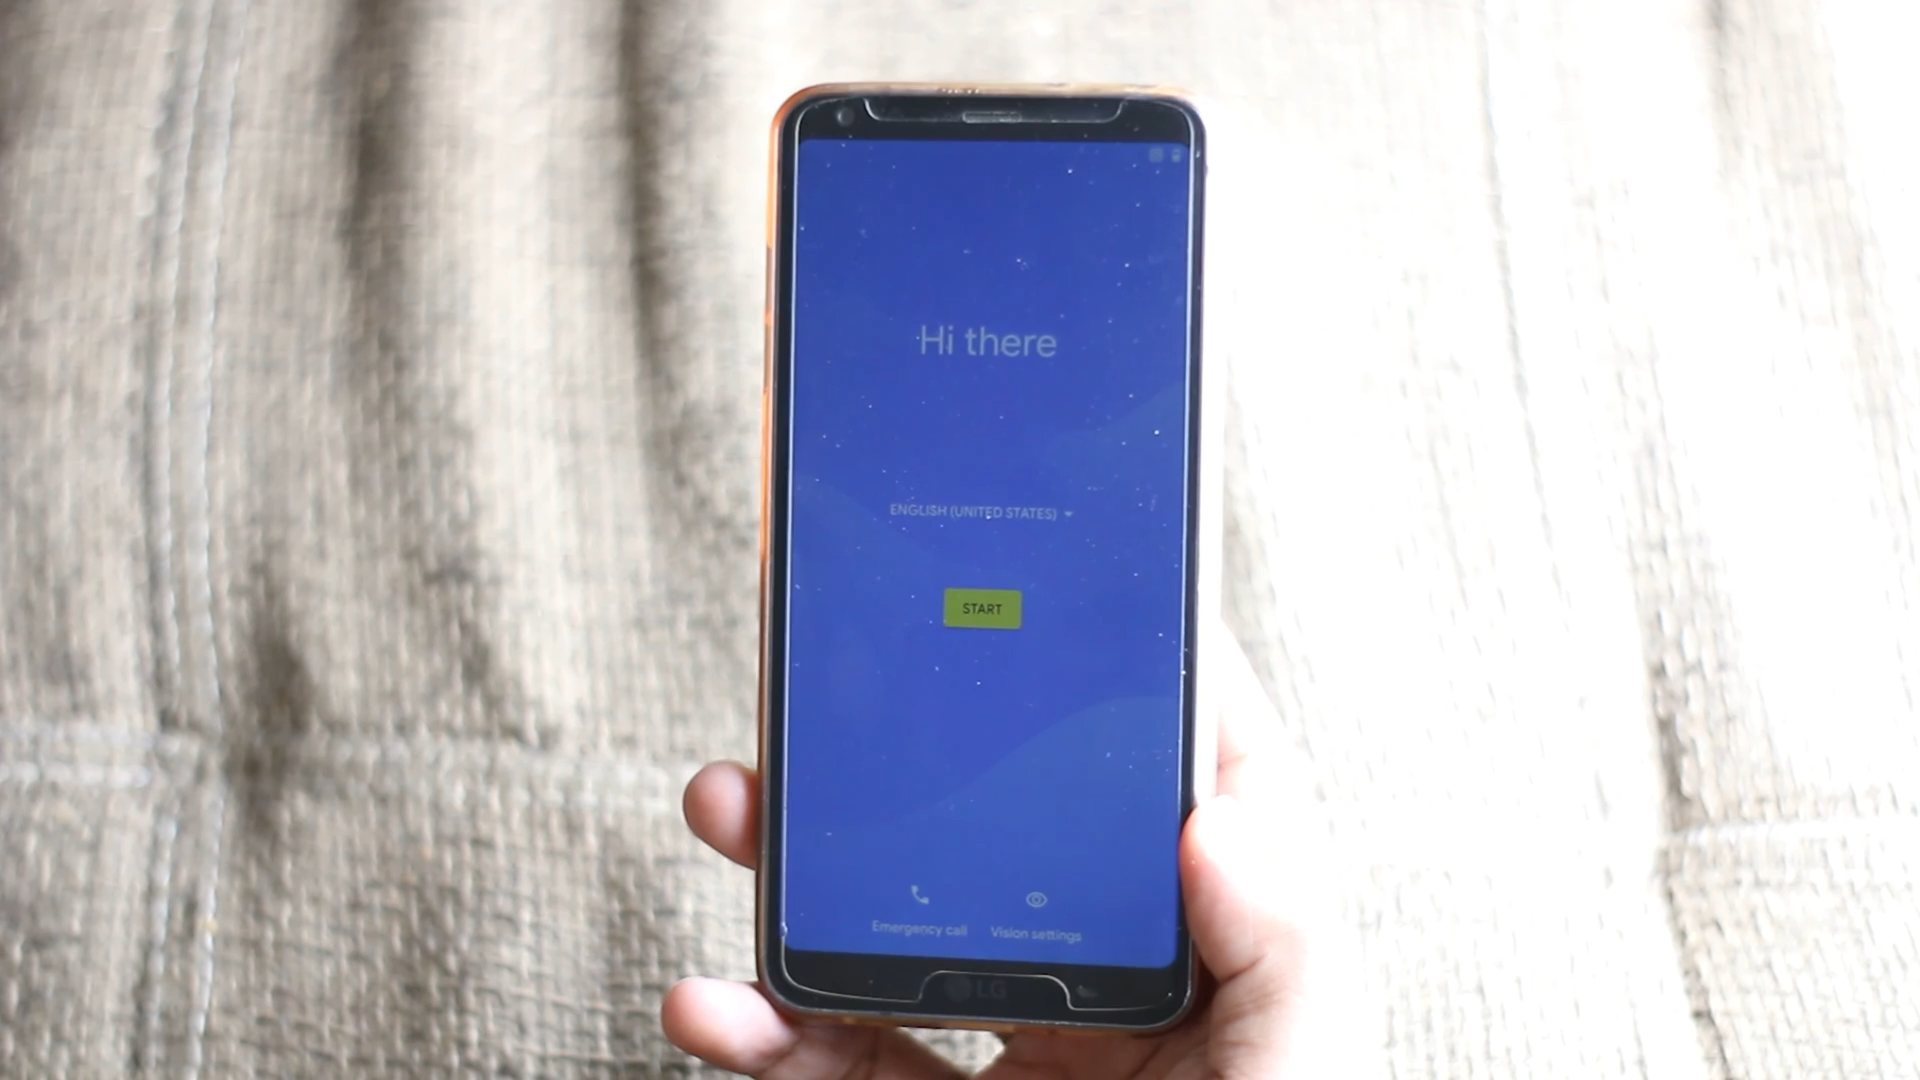 Hi there
ENGLISH (UNITED STATES)
START
Emergency call
Vision settings
LG